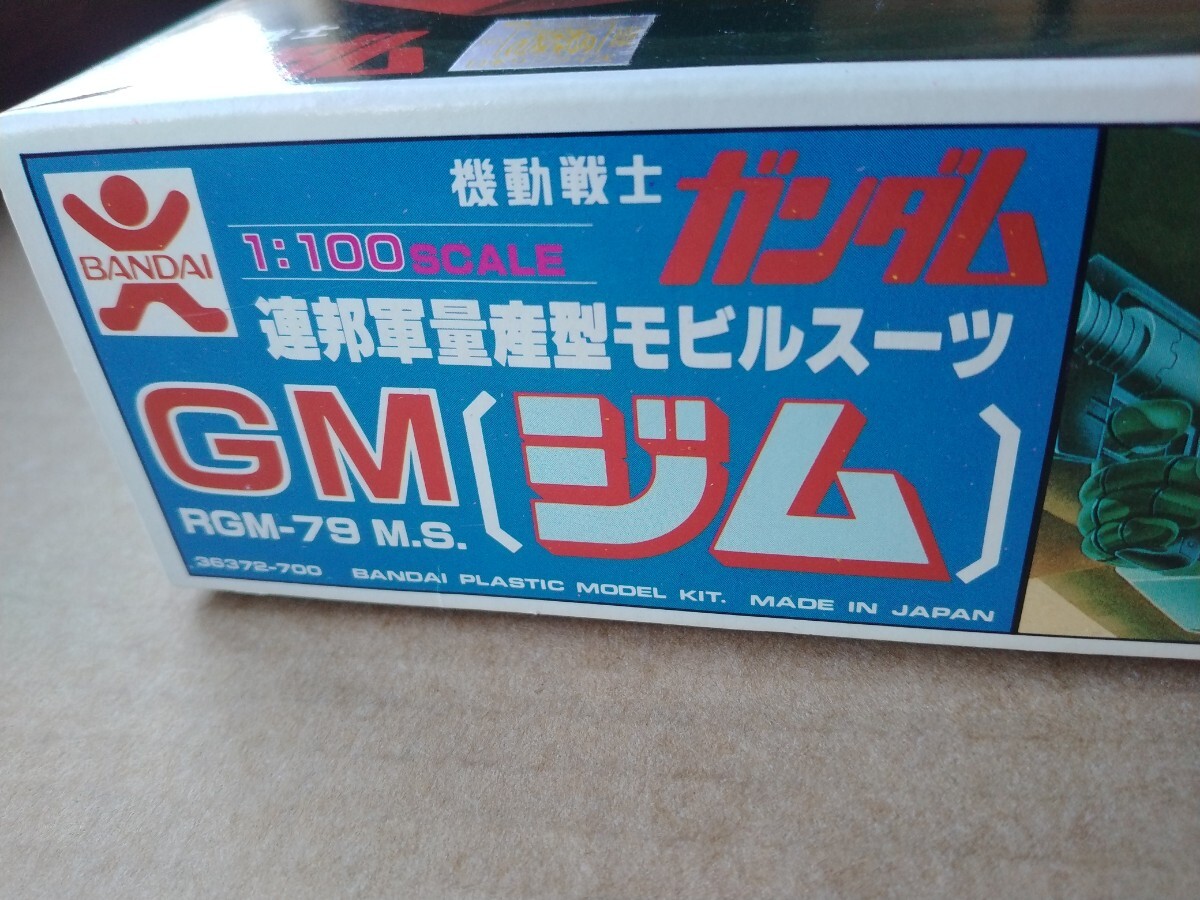 機動戦士 ガンダム
BANDAI
1:100 SCALE
連邦軍量産型モビルスーツ
GM〔ジム〕
RGM-79 M.S.
36372-700 BANDAI PLASTIC MODEL KIT. MADE IN JAPAN